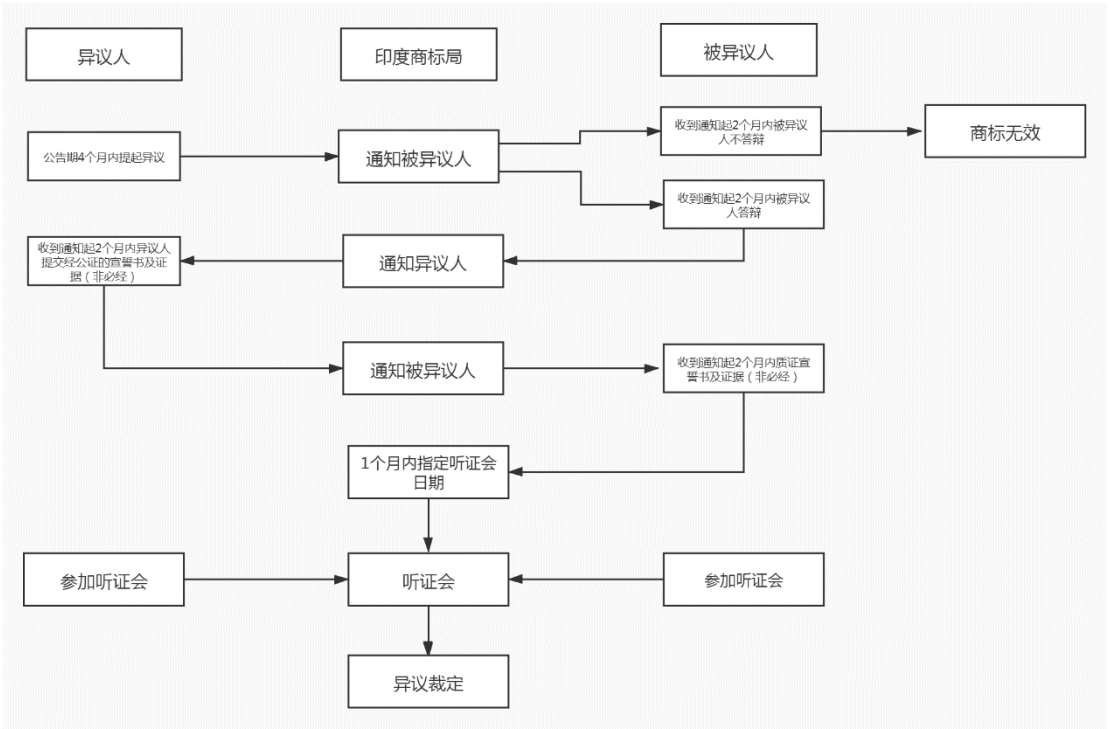 异议人
印度商标局
被异议人
公告期4个月内提起异议
通知被异议人
收到通知起2个月内被异议
人不答辩
商标无效
收到通知起2个月内被异议
人答辩
收到通知起2个月内异议人
提交经公证的宣誓书及证
据（非必经）
通知异议人
通知被异议人
收到通知起2个月内质证宣
誓书及证据（非必经）
1个月内指定听证会
日期
参加听证会
听证会
参加听证会
异议裁定